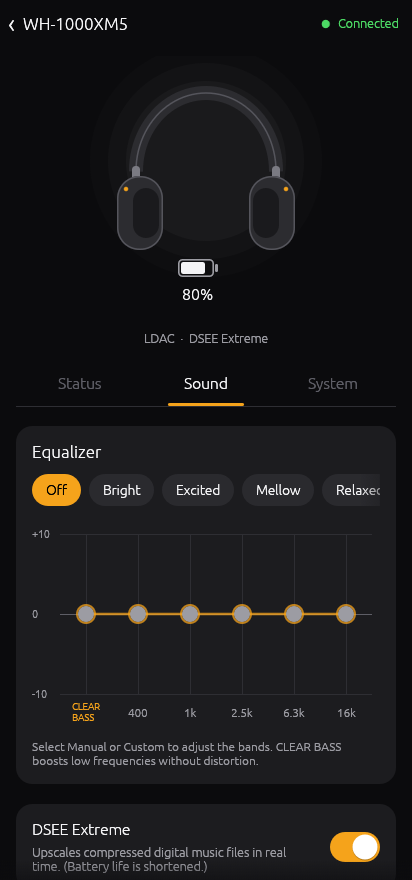 WH-1000XM5
Connected
80%
LDAC · DSEE Extreme
Status Sound System
Equalizer
Off Bright Excited Mellow Relaxed
+10
0
-10
CLEAR
BASS
400 1k 2.5k 6.3k 16k
Select Manual or Custom to adjust the bands. CLEAR BASS
boosts low frequencies without distortion.
DSEE Extreme
Upscales compressed digital music files in real
time. (Battery life is shortened.)